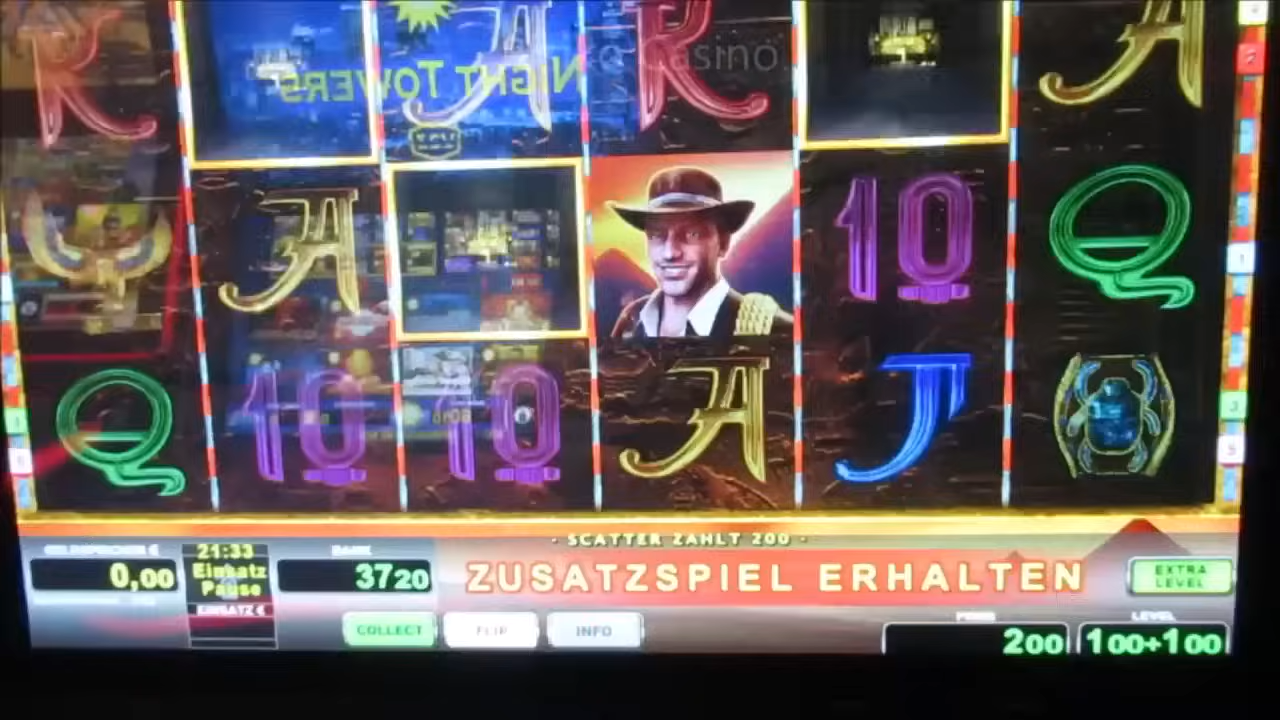 K A K A
Casino
NIGHT TOWERS
A 10 Q
Q 10 10 A J
· SCATTER ZAHLT 200 ·
ZUSATZSPIEL ERHALTEN
EXTRA
LEVEL
21:33
Einsatz
Pause
EINSATZ €
0,00
BANK
3720
COLLECT FLIP INFO
LEVEL
200 100+100